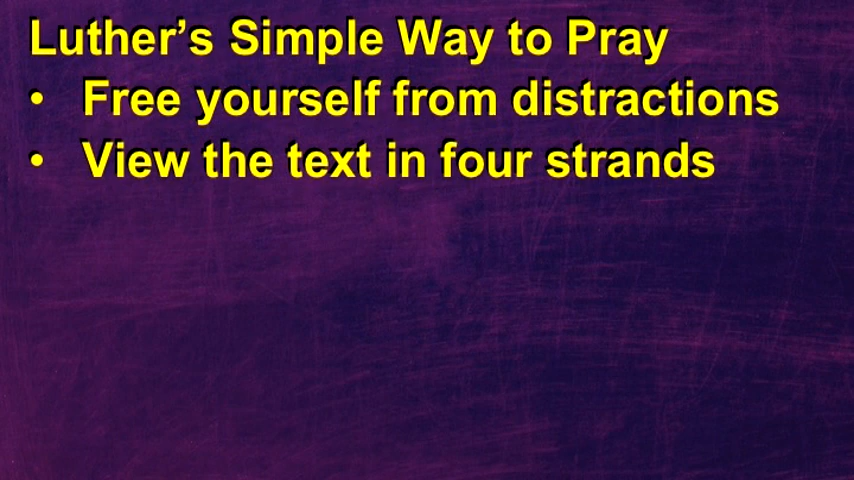 Luther’s Simple Way to Pray
• Free yourself from distractions
• View the text in four strands